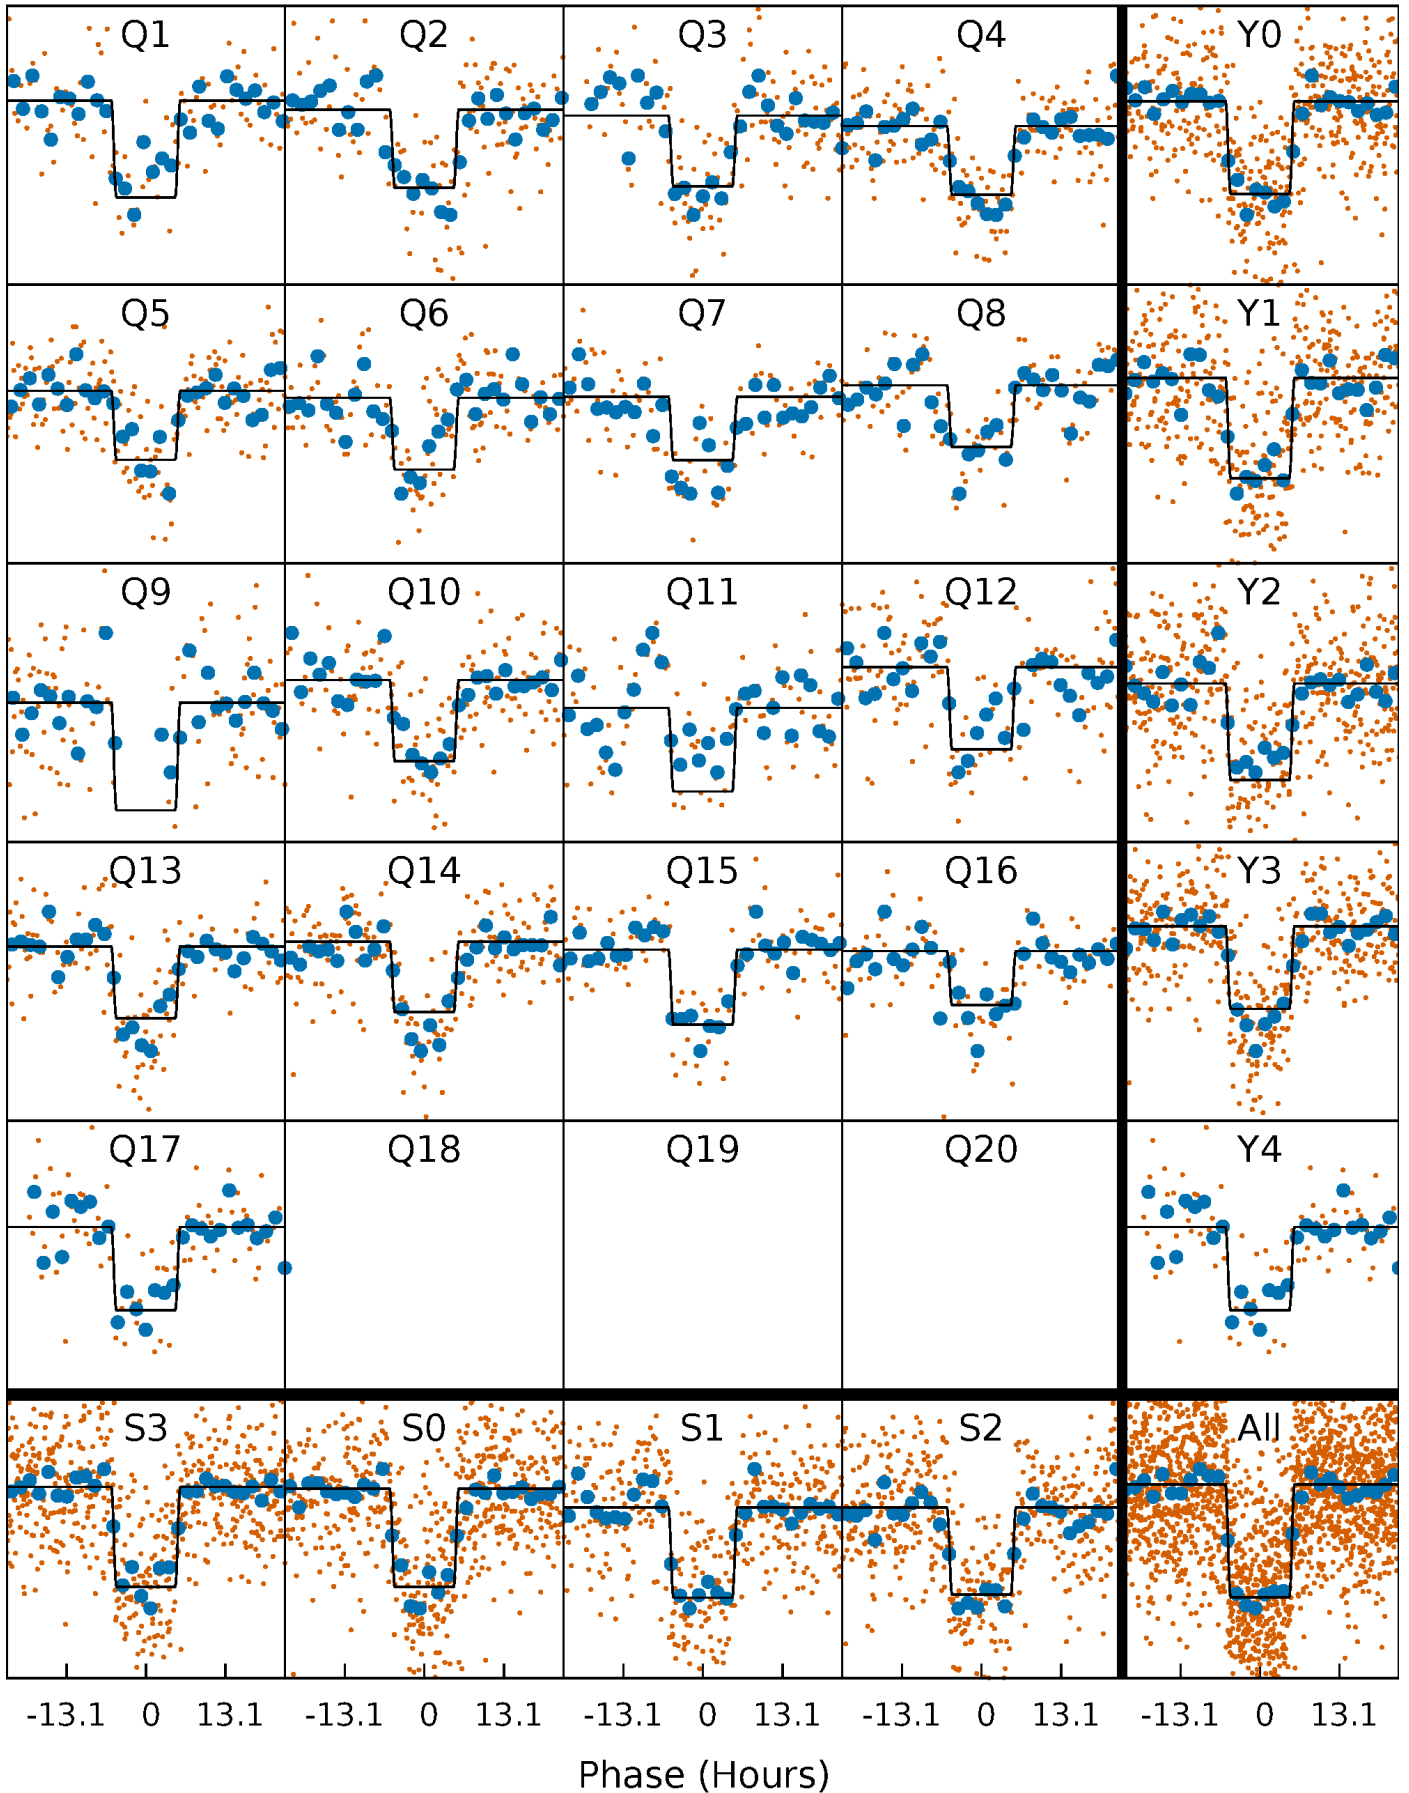 Q1 Q2 Q3 Q4 Y0
Q5 Q6 Q7 Q8 Y1
Q9 Q10 Q11 Q12 Y2
Q13 Q14 Q15 Q16 Y3
Q17 Q18 Q19 Q20 Y4
S3 S0 S1 S2 All
-13.1 0 13.1 -13.1 0 13.1 -13.1 0 13.1 -13.1 0 13.1 -13.1 0 13.1
Phase (Hours)